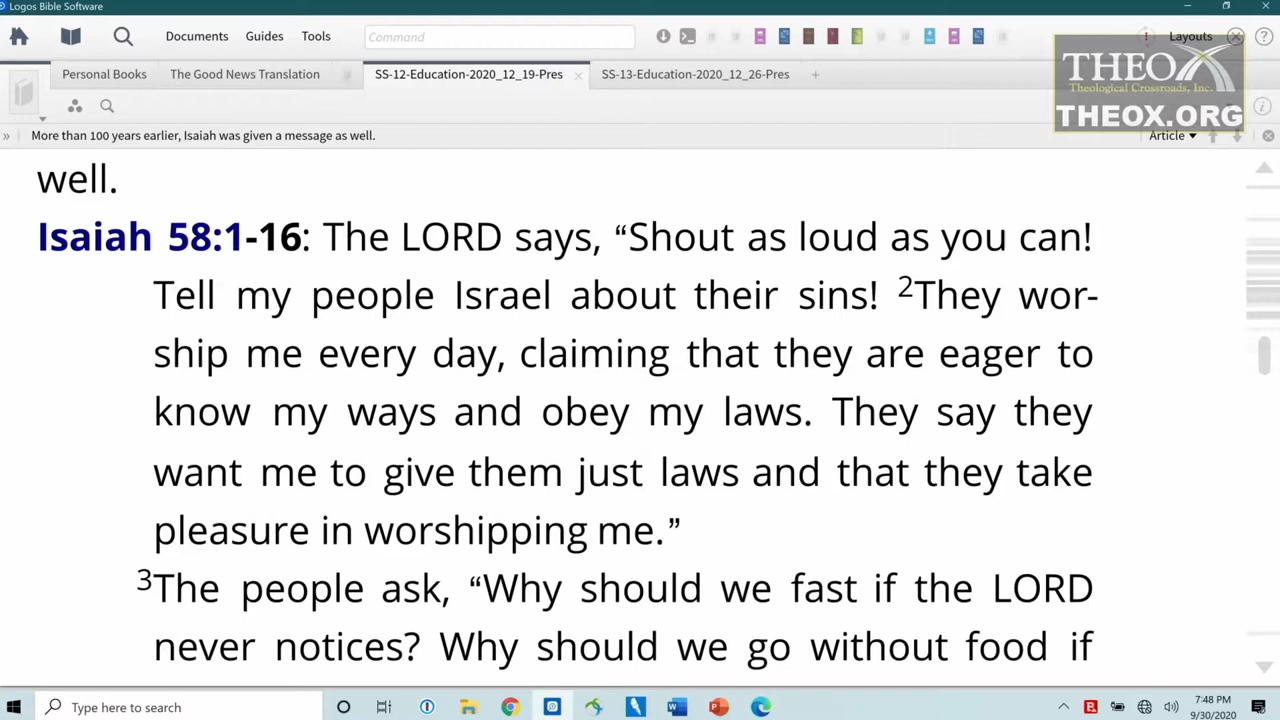 Logos Bible Software
Documents Guides Tools Command Layouts
Personal Books The Good News Translation SS-12-Education-2020_12_19-Pres SS-13-Education-2020_12_26-Pres
THEOX
Theological Crossroads, Inc.
THEOX.ORG
More than 100 years earlier, Isaiah was given a message as well. Article
well.
Isaiah 58:1-16: The LORD says, “Shout as loud as you can!
Tell my people Israel about their sins! 2They wor-
ship me every day, claiming that they are eager to
know my ways and obey my laws. They say they
want me to give them just laws and that they take
pleasure in worshipping me.”
3The people ask, “Why should we fast if the LORD
never notices? Why should we go without food if
Type here to search
7:48 PM
9/30/2020